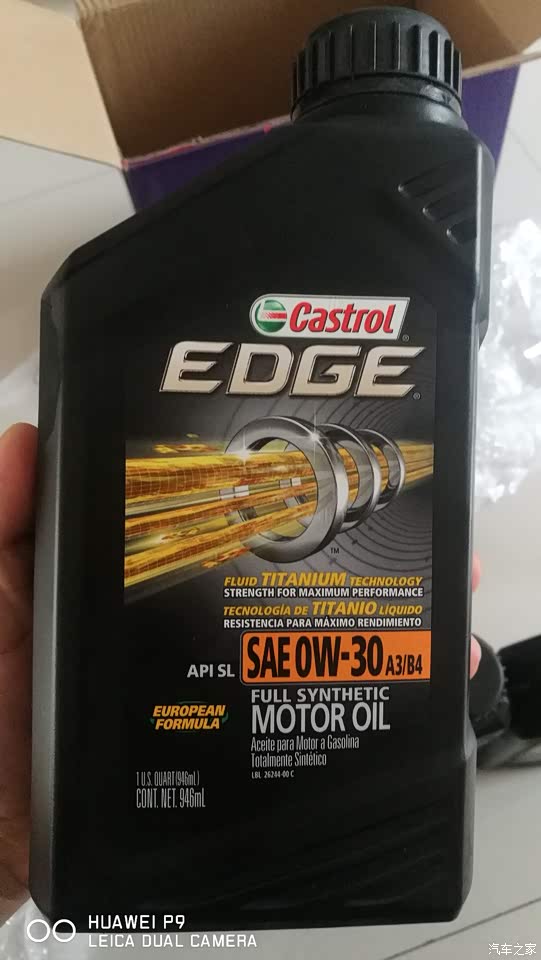 Castrol
EDGE
FLUID TITANIUM TECHNOLOGY
STRENGTH FOR MAXIMUM PERFORMANCE
TECNOLOGÍA DE TITANIO LÍQUIDO
RESISTENCIA PARA MÁXIMO RENDIMIENTO
API SL SAE 0W-30 A3/B4
EUROPEAN
FORMULA
FULL SYNTHETIC
MOTOR OIL
Aceite para Motor a Gasolina
Totalmente Sintético
LBL 26244-00 C
1 U.S. QUART(946mL)
CONT. NET. 946mL
HUAWEI P9
LEICA DUAL CAMERA
汽车之家